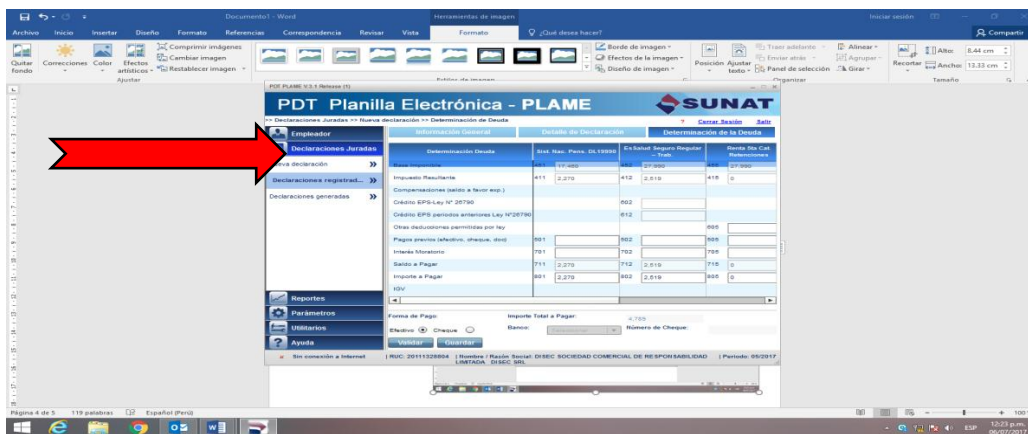 Documento1 - Word
Herramientas de imagen
Iniciar sesión
Archivo Inicio Insertar Diseño Formato Referencias Correspondencia Revisar Vista Formato ¿Qué desea hacer? Compartir
Quitar fondo
Correcciones
Color
Efectos artísticos
Comprimir imágenes
Cambiar imagen
Restablecer imagen
Ajustar
Estilos de imagen
Borde de imagen
Efectos de la imagen
Diseño de imagen
Posición
Ajustar texto
Traer adelante
Enviar atrás
Panel de selección
Alinear
Agrupar
Girar
Organizar
Recortar
Alto: 8.44 cm
Ancho: 13.33 cm
Tamaño
PDT PLAME V.3.1 Release (1)
PDT Planilla Electrónica - PLAME
SUNAT
>> Declaraciones Juradas >> Nueva declaración >> Determinación de Deuda
? Cerrar Sesión Salir
Empleador
Declaraciones Juradas
Declaraciones registrad... >>
Declaraciones generadas >>
Reportes
Parámetros
Utilitarios
Ayuda
Información General Detalle de Declaración Determinación de la Deuda
Determinación Deuda Sist. Nac. Pens. DL19990 EsSalud Seguro Regular – Trab. Renta 5ta Cat. Retenciones
Base Imponible 17,460 27,990 27,990
Impuesto Resultante 411 2,270 412 2,519 415 0
Compensaciones (saldo a favor exp.)
Crédito EPS-Ley N° 26790 602
Crédito EPS periodos anteriores Ley N°26790 612
Otras deducciones permitidas por ley 605
Pagos previos (efectivo, cheque, doc) 501 502 505
Interés Moratorio 701 702 705
Saldo a Pagar 711 2,270 712 2,519 715 0
Importe a Pagar 801 2,270 802 2,519 805 0
IGV
Forma de Pago: Importe Total a Pagar:
Efectivo Cheque Banco: Número de Cheque:
Validar Guardar
Sin conexión a Internet | RUC: 20111328804 | Nombre / Razón Social: DISEC SOCIEDAD COMERCIAL DE RESPONSABILIDAD | Periodo: 05/2017
LIMITADA DISEC SRL
Página 4 de 5 119 palabras Español (Perú)
ESP
12:23 p.m.
06/07/2017